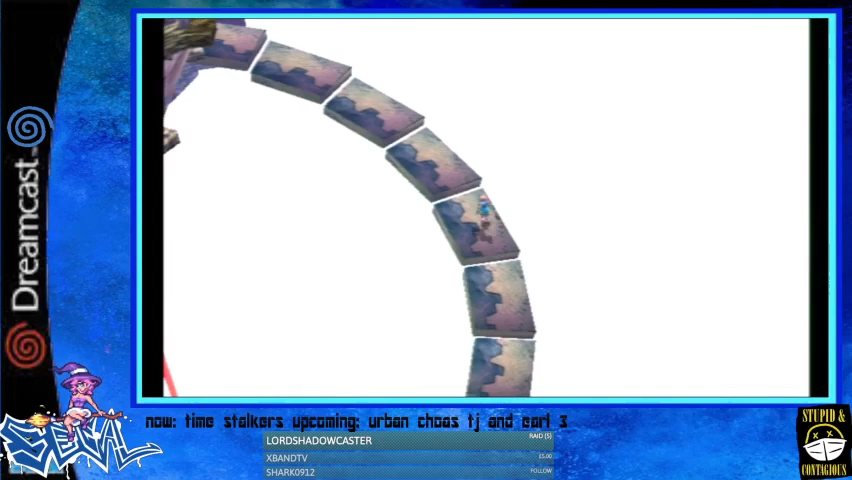 Dreamcast
now: time stalkers upcoming: urban choas tj and earl 3
LORDSHADOWCASTER RAID (5)
XBANDTV £5.00
SHARK0912 FOLLOW
STUPID &
CONTAGIOUS